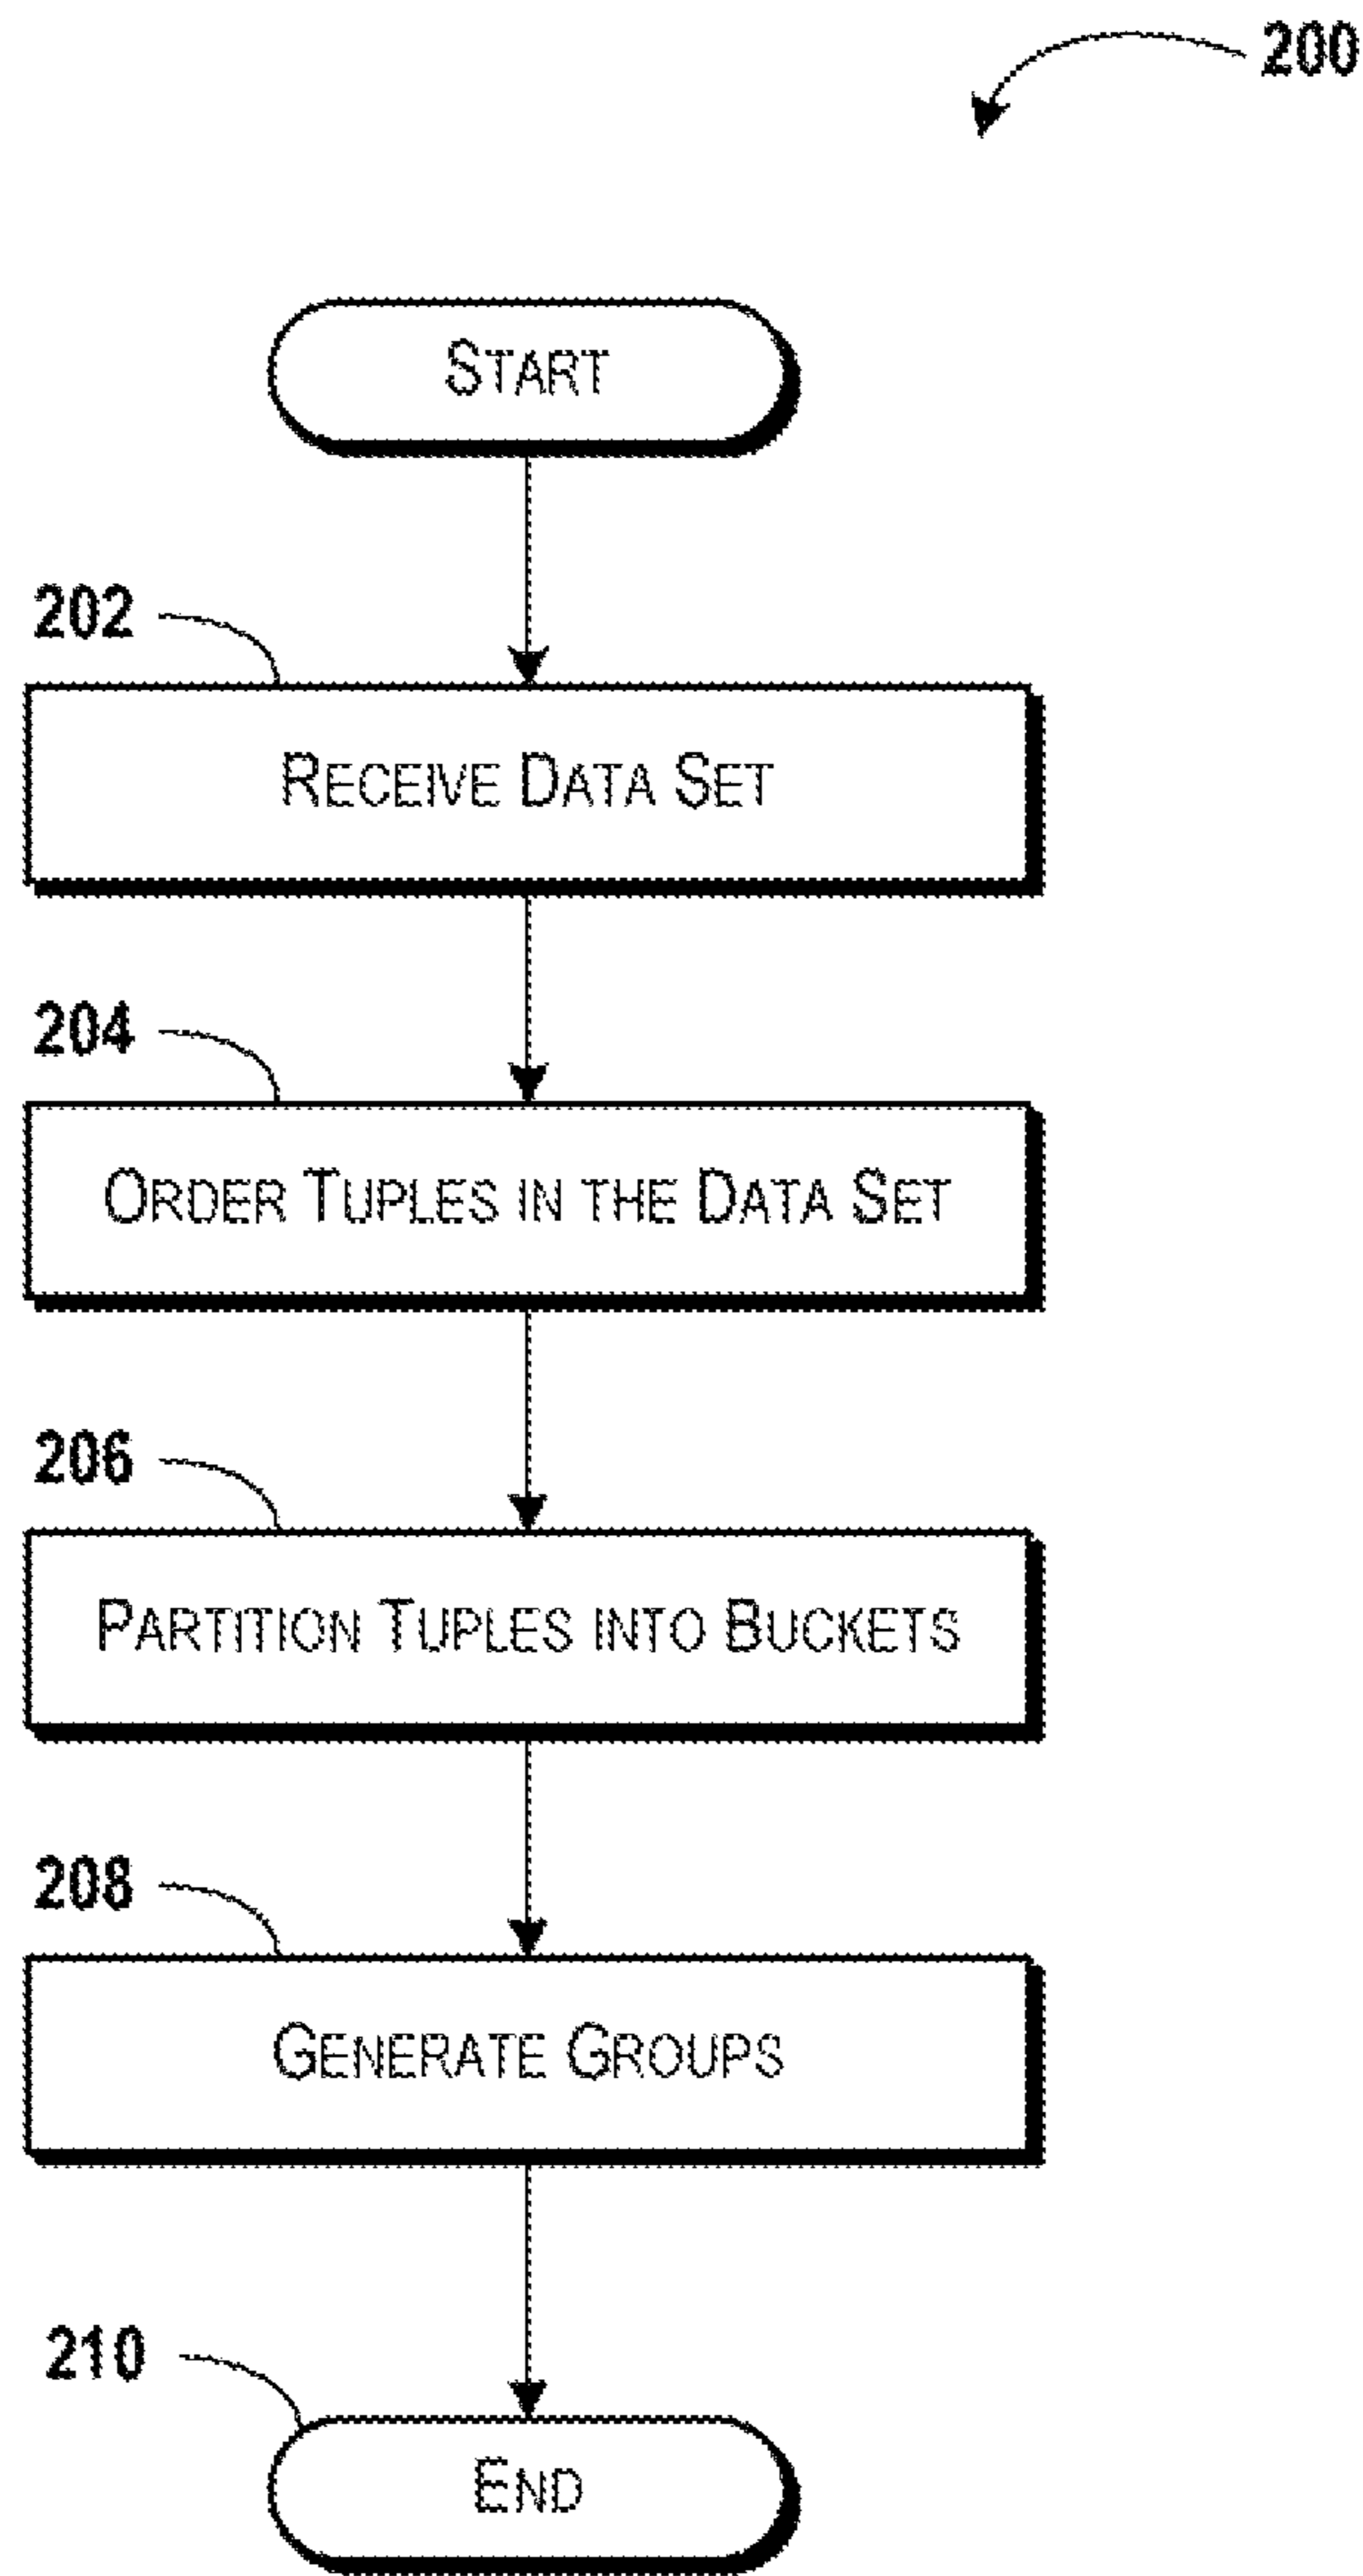 200
START
202
RECEIVE DATA SET
204
ORDER TUPLES IN THE DATA SET
206
PARTITION TUPLES INTO BUCKETS
208
GENERATE GROUPS
210
END